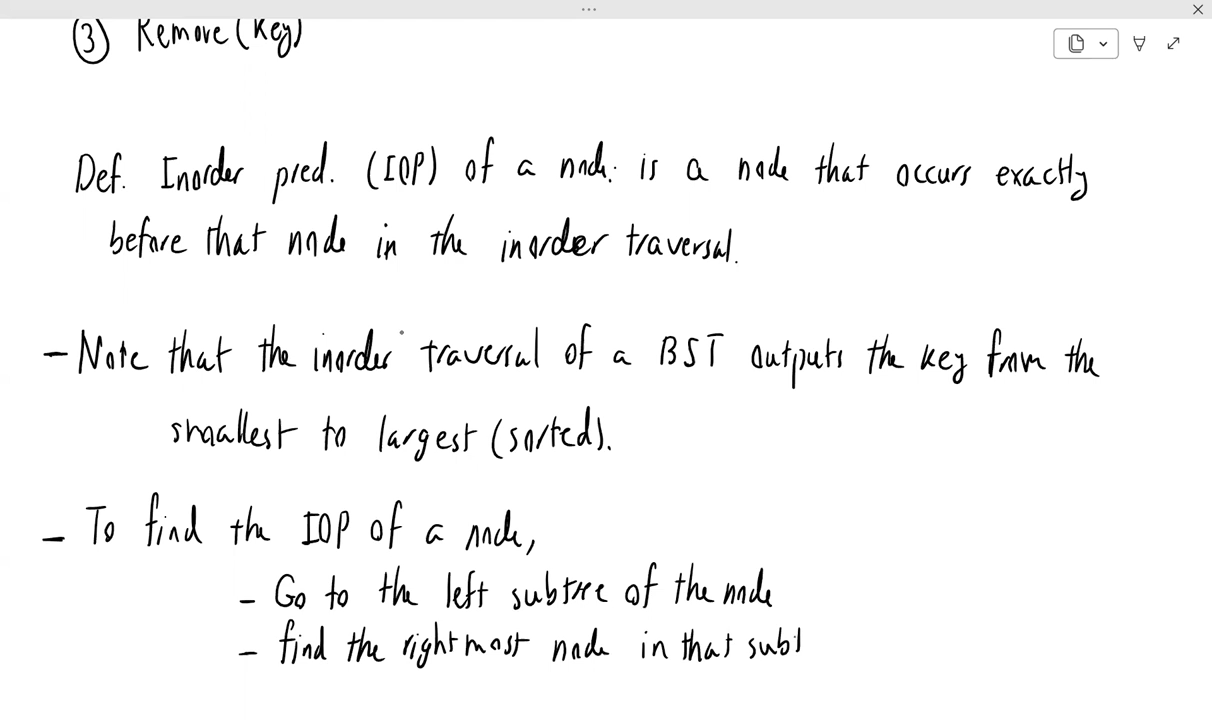 ③ Remove(Key)
Def. Inorder pred. (IOP) of a node: is a node that occurs exactly
before that node in the inorder traversal.
- Note that the inorder traversal of a BST outputs the key from the
smallest to largest (sorted).
- To find the IOP of a node,
- Go to the left subtree of the node
- find the rightmost node in that subt